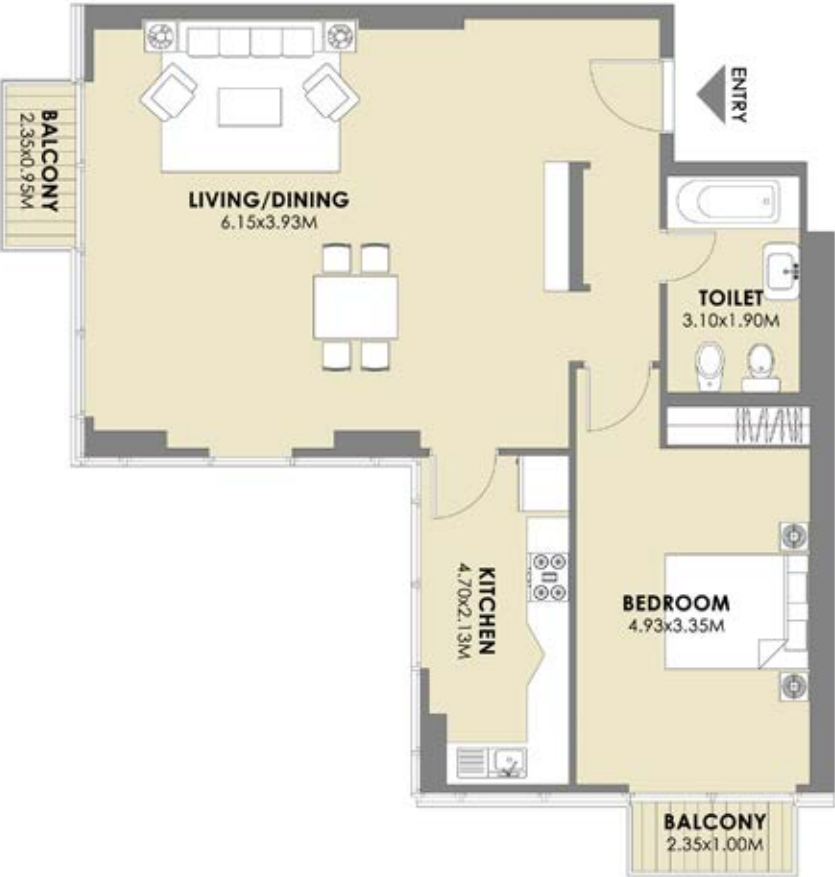 ENTRY
BALCONY
2.35x0.95M
LIVING/DINING
6.15x3.93M
TOILET
3.10x1.90M
KITCHEN
4.70x2.13M
BEDROOM
4.93x3.35M
BALCONY
2.35x1.00M